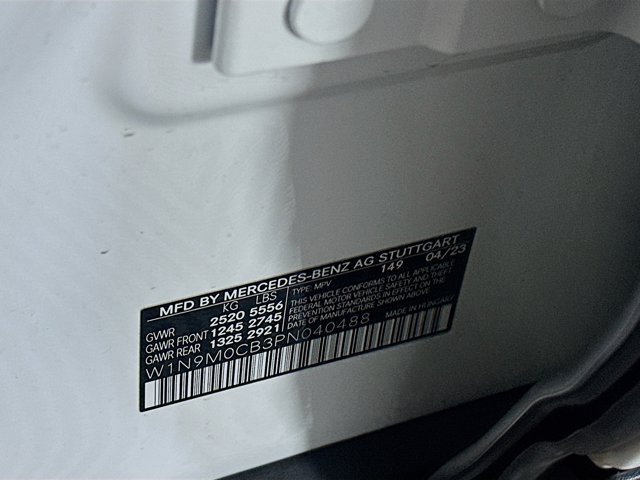 MFD BY MERCEDES-BENZ AG STUTTGART
KG LBS TYPE: MPV 149 04/23
GVWR 2520 5556
GAWR FRONT 1245 2745
GAWR REAR 1325 2921
THIS VEHICLE CONFORMS TO ALL APPLICABLE
FEDERAL MOTOR VEHICLE SAFETY AND THEFT
PREVENTION STANDARDS IN EFFECT ON THE
DATE OF MANUFACTURE SHOWN ABOVE
MADE IN HUNGARY
W1N9M0CB3PN040488